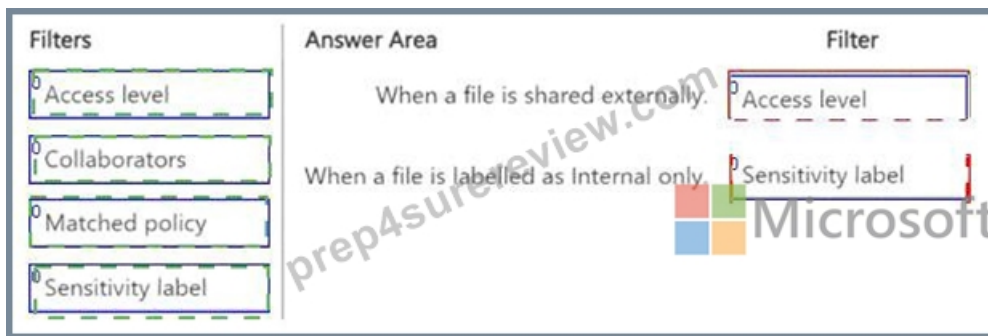 Filters
Access level
Collaborators
Matched policy
Sensitivity label
Answer Area
Filter
When a file is shared externally.
Access level
When a file is labelled as Internal only.
Sensitivity label
prep4surereview.com
Microsoft